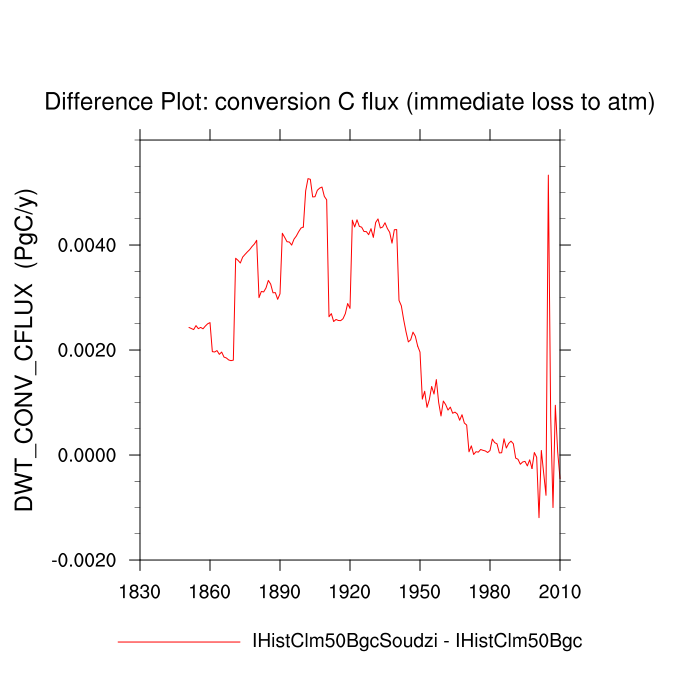 Difference Plot: conversion C flux (immediate loss to atm)
DWT_CONV_CFLUX (PgC/y)
0.0040
0.0020
0.0000
-0.0020
1830 1860 1890 1920 1950 1980 2010
IHistClm50BgcSoudzi - IHistClm50Bgc